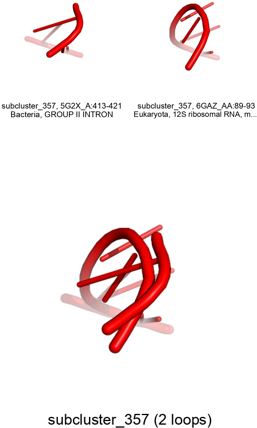 subcluster_357, 5G2X_A:413-421
Bacteria, GROUP II INTRON
subcluster_357, 6GAZ_AA:89-93
Eukaryota, 12S ribosomal RNA, m...
subcluster_357 (2 loops)